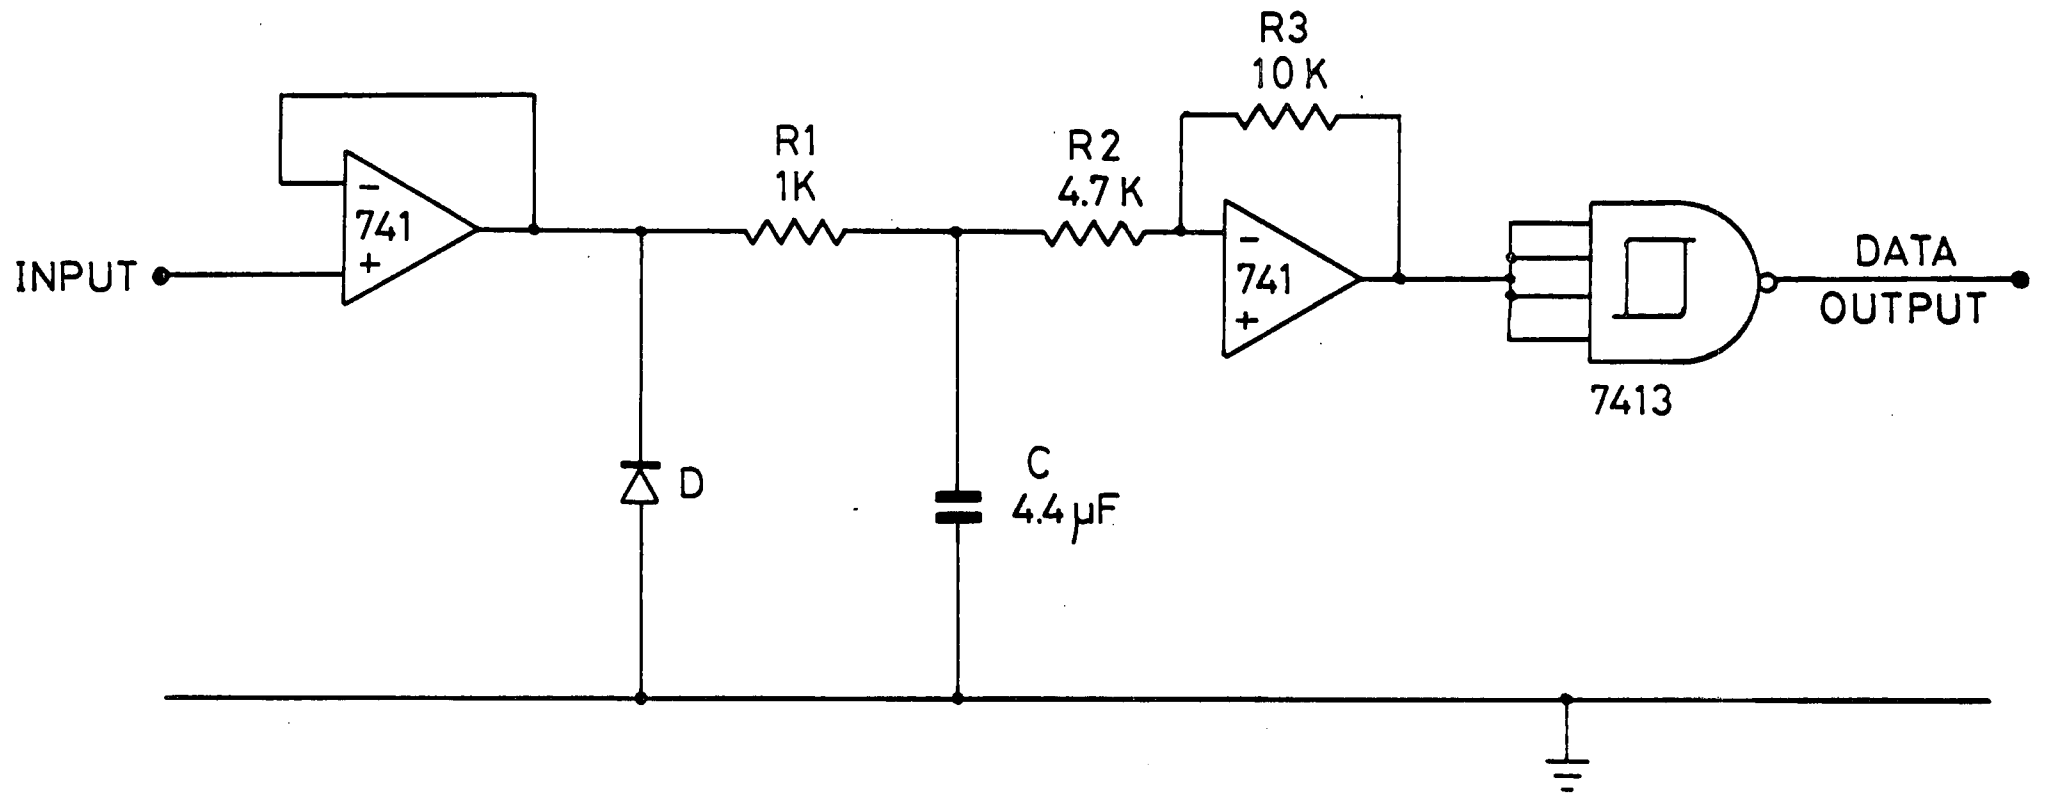 R3
10 K
R1
1K
R2
4.7 K
-
741
+
INPUT
-
741
+
DATA
OUTPUT
7413
D
C
4.4 µF